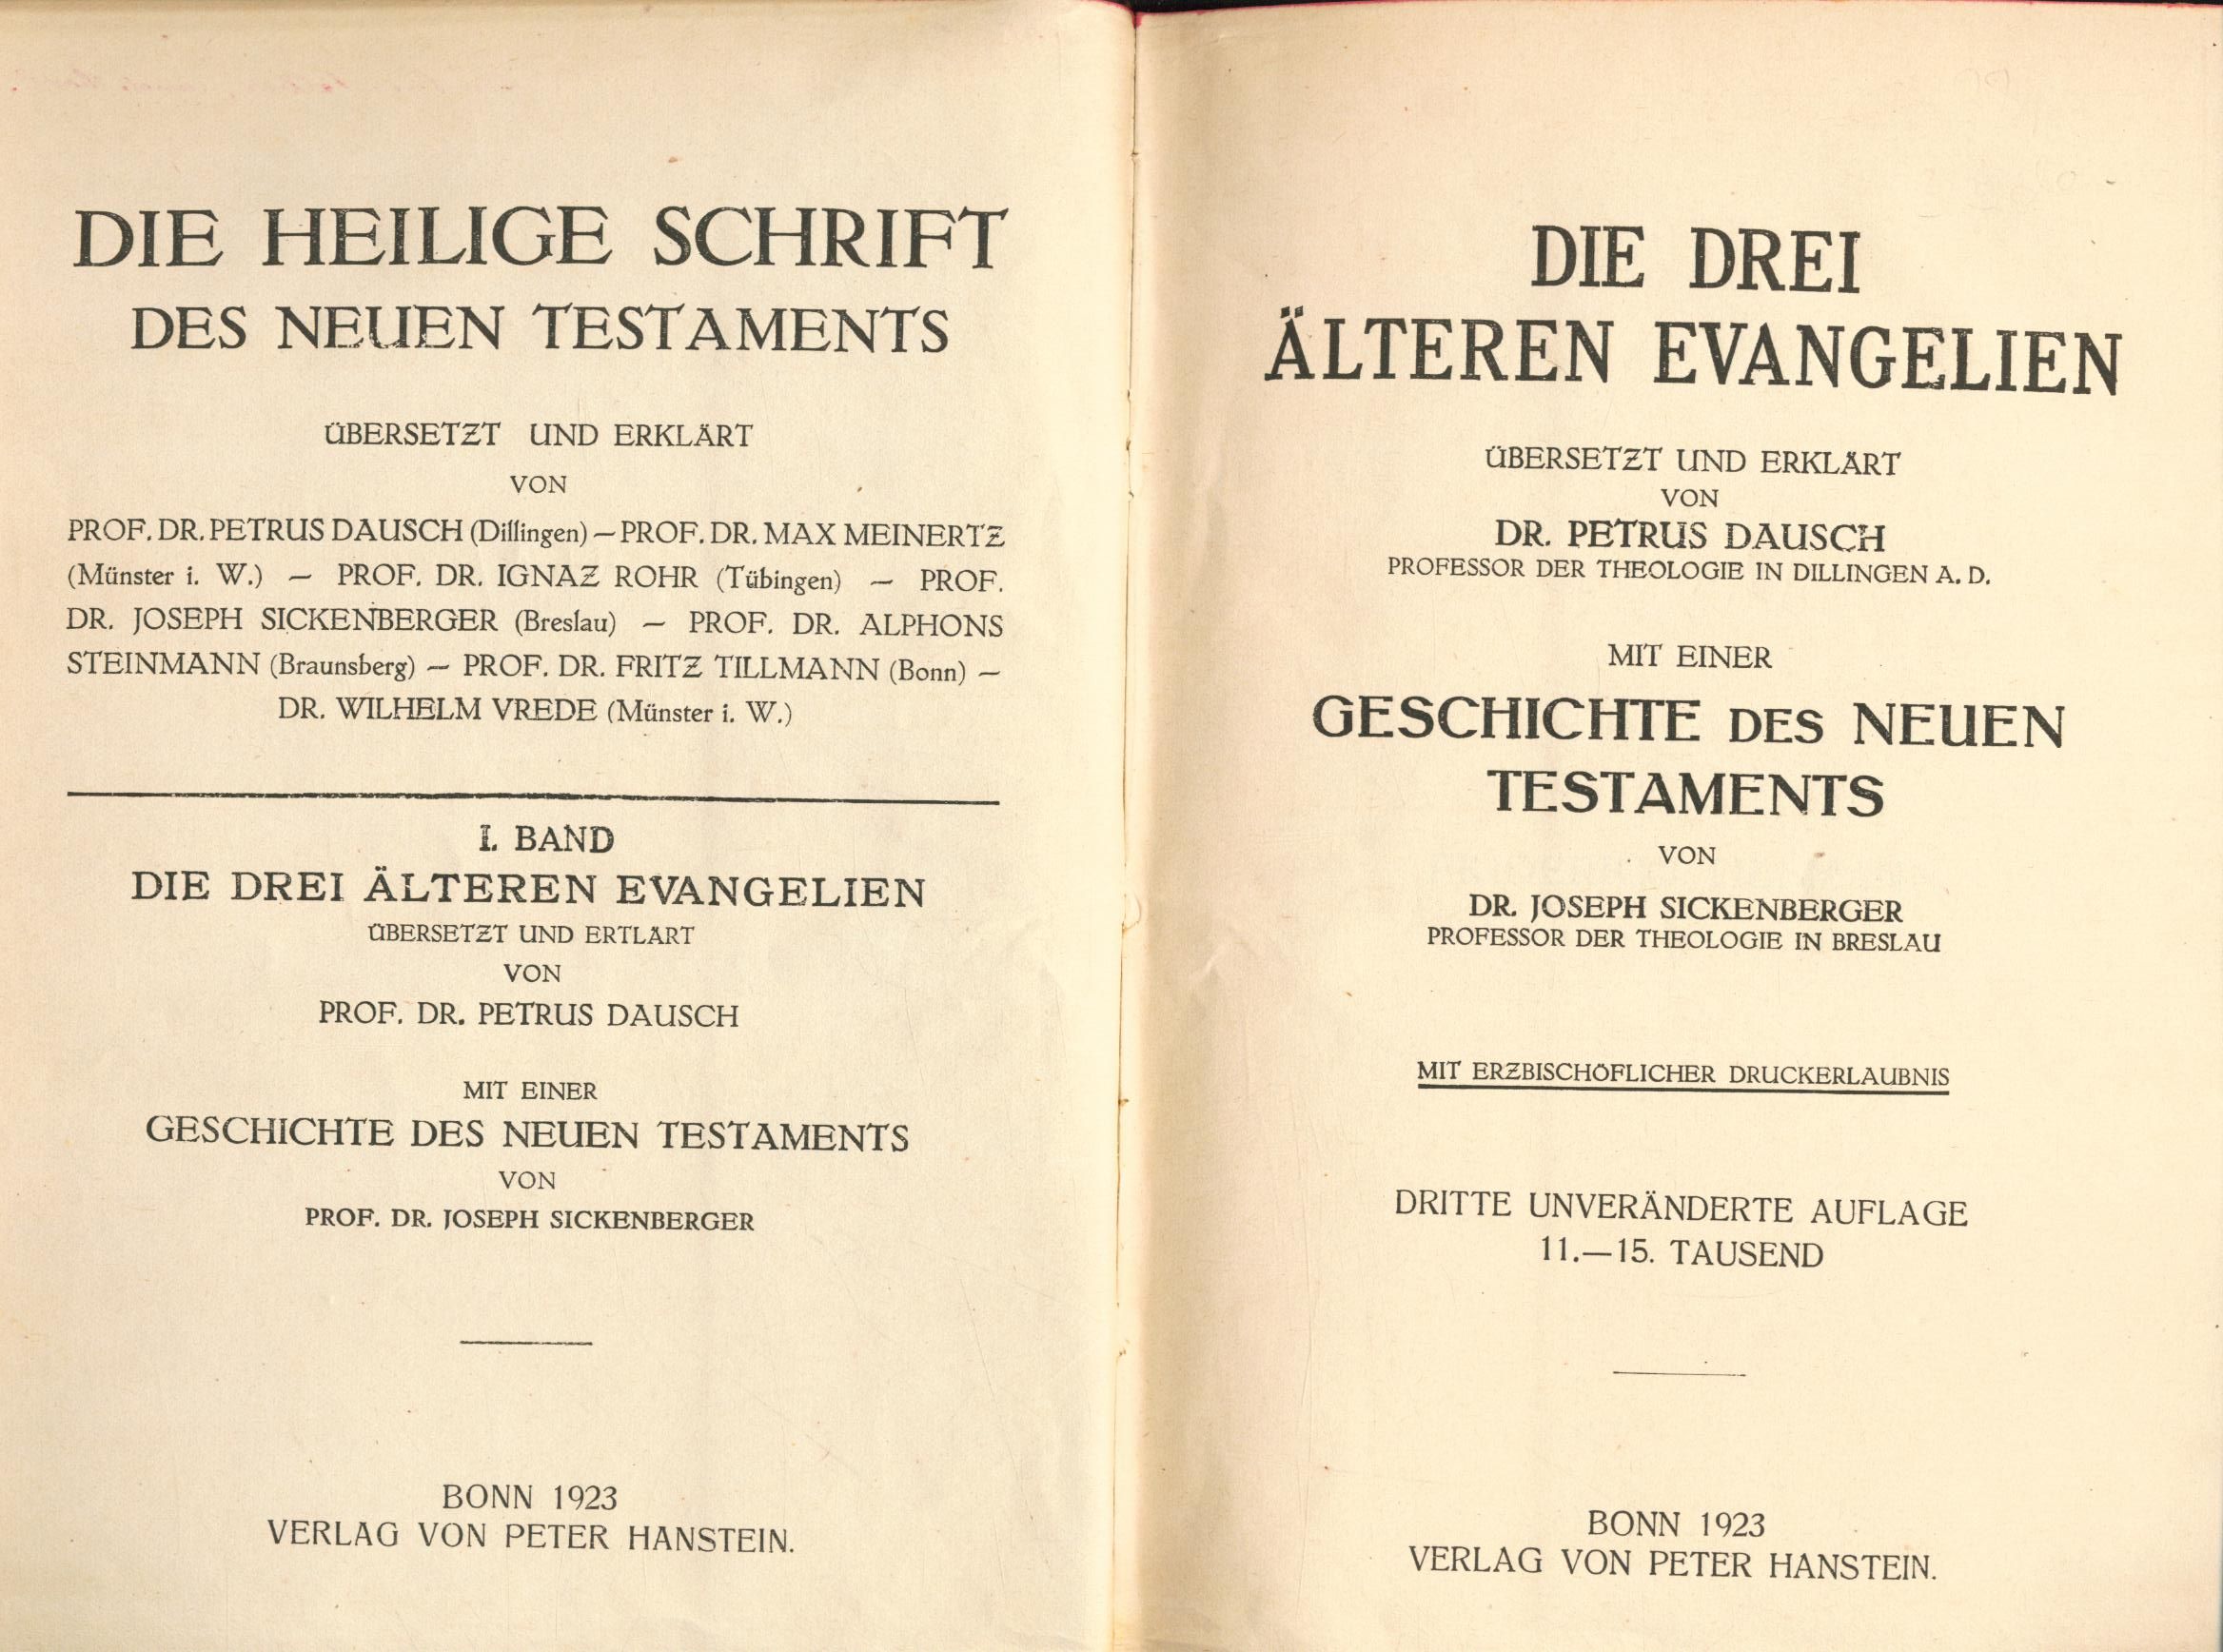 DIE HEILIGE SCHRIFT
DES NEUEN TESTAMENTS
ÜBERSETZT UND ERKLÄRT
VON
PROF. DR. PETRUS DAUSCH (Dillingen) — PROF. DR. MAX MEINERTZ
(Münster i. W.) — PROF. DR. IGNAZ ROHR (Tübingen) — PROF.
DR. JOSEPH SICKENBERGER (Breslau) — PROF. DR. ALPHONS
STEINMANN (Braunsberg) — PROF. DR. FRITZ TILLMANN (Bonn) —
DR. WILHELM VREDE (Münster i. W.)
I. BAND
DIE DREI ÄLTEREN EVANGELIEN
ÜBERSETZT UND ERTLÄRT
VON
PROF. DR. PETRUS DAUSCH
MIT EINER
GESCHICHTE DES NEUEN TESTAMENTS
VON
PROF. DR. JOSEPH SICKENBERGER
BONN 1923
VERLAG VON PETER HANSTEIN.
DIE DREI
ÄLTEREN EVANGELIEN
ÜBERSETZT UND ERKLÄRT
VON
DR. PETRUS DAUSCH
PROFESSOR DER THEOLOGIE IN DILLINGEN A. D.
MIT EINER
GESCHICHTE DES NEUEN
TESTAMENTS
VON
DR. JOSEPH SICKENBERGER
PROFESSOR DER THEOLOGIE IN BRESLAU
MIT ERZBISCHÖFLICHER DRUCKERLAUBNIS
DRITTE UNVERÄNDERTE AUFLAGE
11.—15. TAUSEND
BONN 1923
VERLAG VON PETER HANSTEIN.